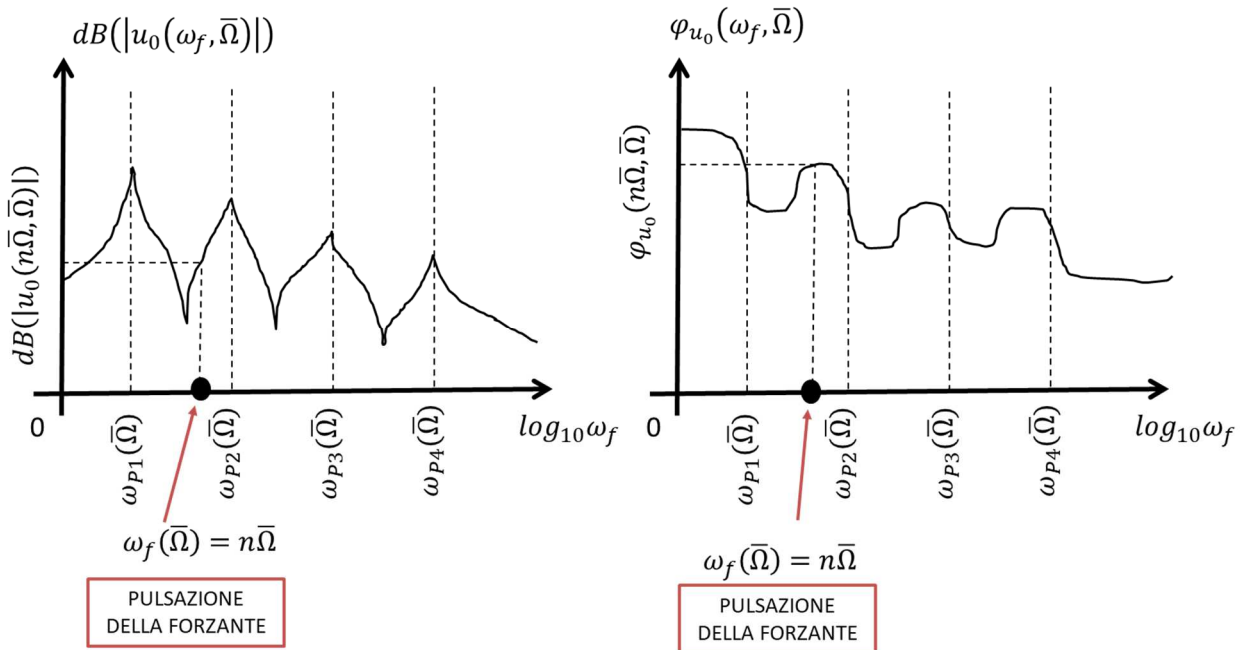 dB(|u₀(ω_f, Ω̅)|)
dB(|u₀(nΩ̅, Ω̅)|)
0
ω_P1(Ω̅)
ω_P2(Ω̅)
ω_P3(Ω̅)
ω_P4(Ω̅)
log₁₀ω_f
ω_f(Ω̅) = nΩ̅
PULSAZIONE
DELLA FORZANTE
φ_u₀(ω_f, Ω̅)
φ_u₀(nΩ̅, Ω̅)
0
ω_P1(Ω̅)
ω_P2(Ω̅)
ω_P3(Ω̅)
ω_P4(Ω̅)
log₁₀ω_f
ω_f(Ω̅) = nΩ̅
PULSAZIONE
DELLA FORZANTE